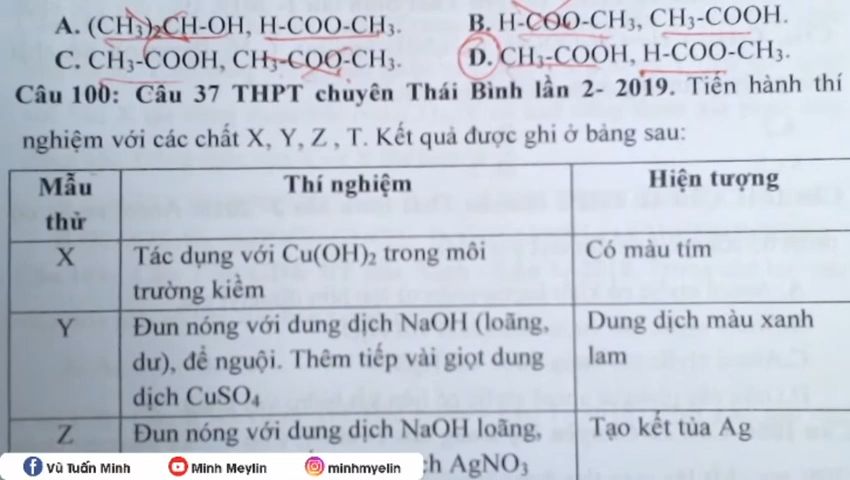 A. (CH₃)₂CH-OH, H-COO-CH₃. B. H-COO-CH₃, CH₃-COOH.
C. CH₃-COOH, CH₃-COO-CH₃. D. CH₃-COOH, H-COO-CH₃.
Câu 100: Câu 37 THPT chuyên Thái Bình lần 2- 2019. Tiến hành thí
nghiệm với các chất X, Y, Z , T. Kết quả được ghi ở bảng sau:
Mẫu thử Thí nghiệm Hiện tượng
X Tác dụng với Cu(OH)₂ trong môi Có màu tím
trường kiềm
Y Đun nóng với dung dịch NaOH (loãng, Dung dịch màu xanh
dư), để nguội. Thêm tiếp vài giọt dung lam
dịch CuSO₄
Z Đun nóng với dung dịch NaOH loãng, Tạo kết tủa Ag
AgNO₃
Vũ Tuấn Minh Minh Meylin minhmyelin